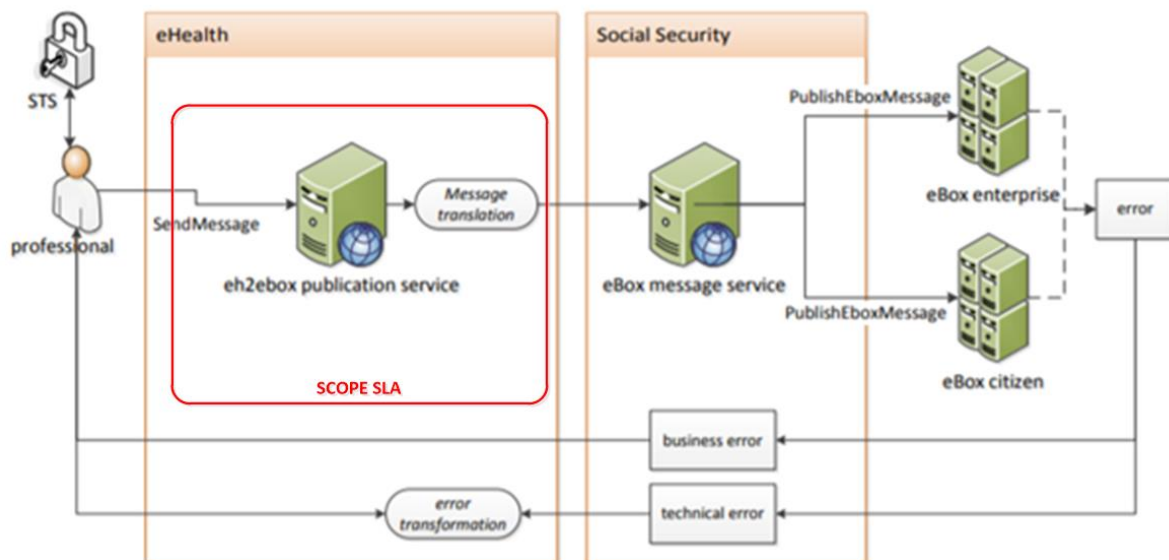 eHealth
Social Security
STS
professional
SendMessage
eh2ebox publication service
Message
translation
SCOPE SLA
eBox message service
PublishEboxMessage
eBox enterprise
PublishEboxMessage
eBox citizen
error
business error
error
transformation
technical error